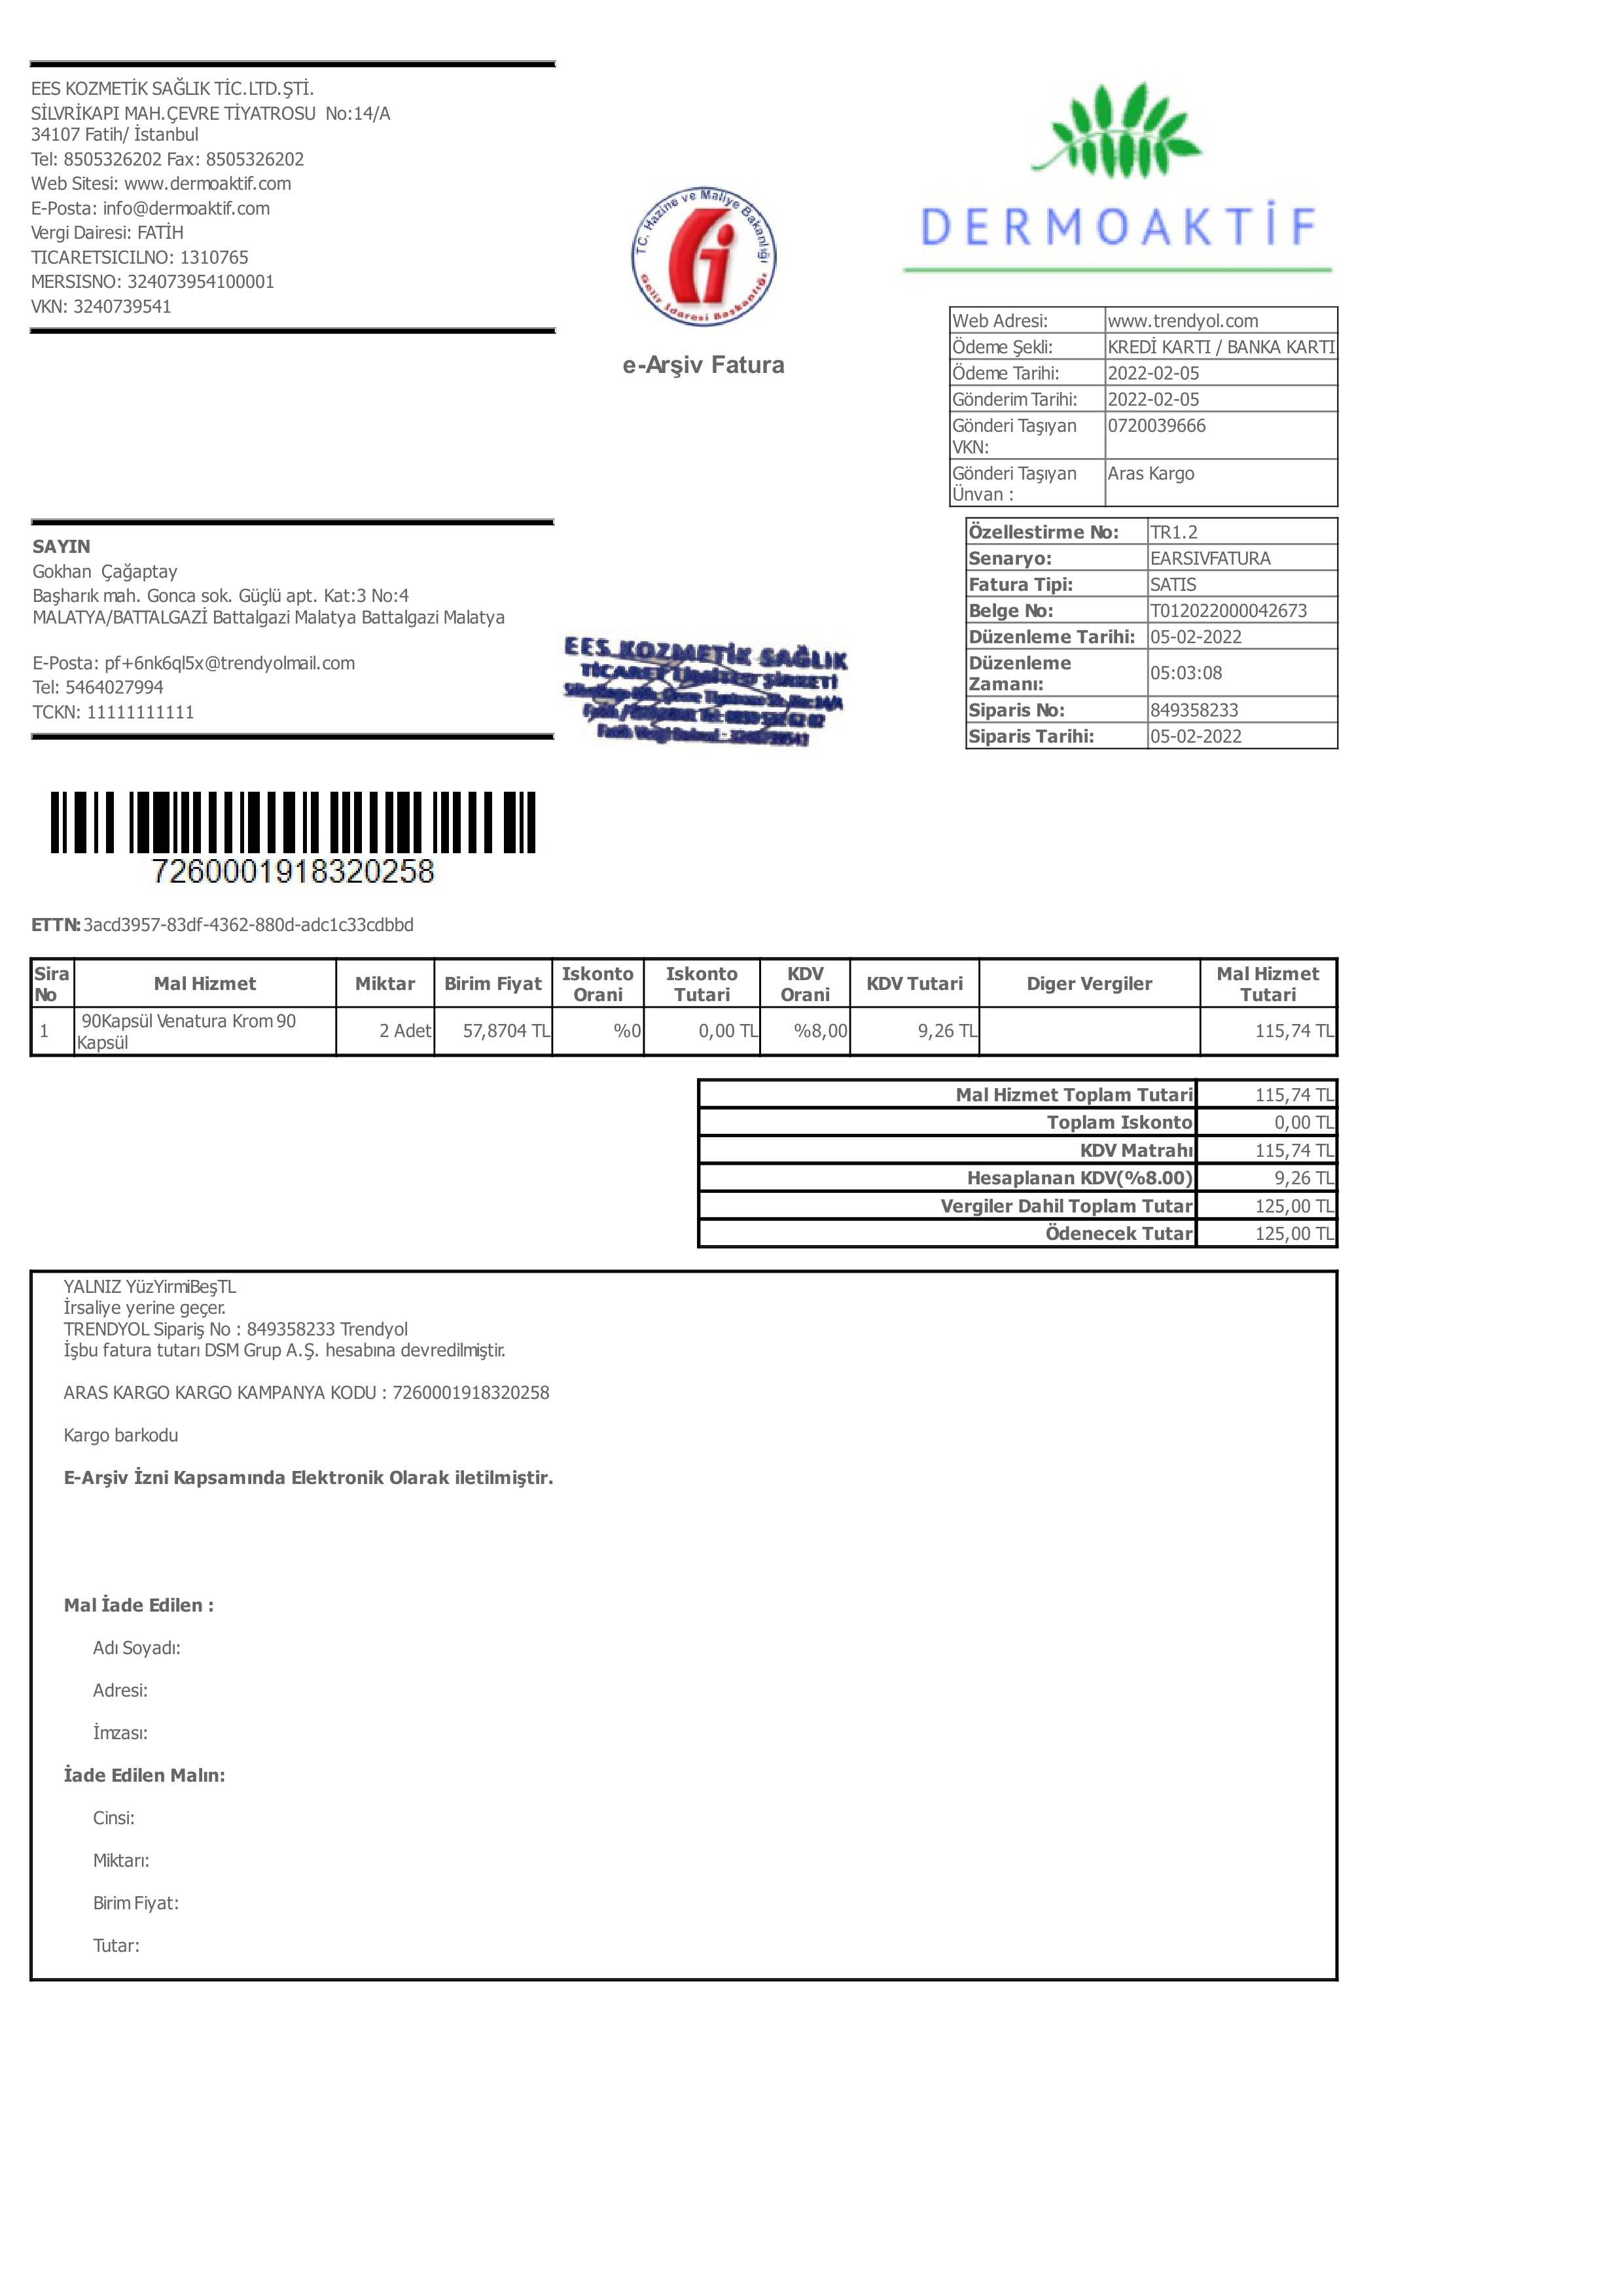 EES KOZMETİK SAĞLIK TİC.LTD.ŞTİ.
SİLVRİKAPI MAH.ÇEVRE TİYATROSU No:14/A
34107 Fatih/ İstanbul
Tel: 8505326202 Fax: 8505326202
Web Sitesi: www.dermoaktif.com
E-Posta: info@dermoaktif.com
Vergi Dairesi: FATİH
TICARETSICILNO: 1310765
MERSISNO: 324073954100001
VKN: 3240739541
T.C. Hazine ve Maliye Bakanlığı
Gelir İdaresi Başkanlığı
e-Arşiv Fatura
DERMOAKTİF
Web Adresi: www.trendyol.com
Ödeme Şekli: KREDİ KARTI / BANKA KARTI
Ödeme Tarihi: 2022-02-05
Gönderim Tarihi: 2022-02-05
Gönderi Taşıyan 0720039666
VKN:
Gönderi Taşıyan Aras Kargo
Ünvan :
SAYIN
Gokhan Çağaptay
Başharık mah. Gonca sok. Güçlü apt. Kat:3 No:4
MALATYA/BATTALGAZİ Battalgazi Malatya Battalgazi Malatya
E-Posta: pf+6nk6ql5x@trendyolmail.com
Tel: 5464027994
TCKN: 11111111111
EES KOZMETİK SAĞLIK
TİCARET LİMİTED ŞİRKETİ
Özellestirme No: TR1.2
Senaryo: EARSIVFATURA
Fatura Tipi: SATIS
Belge No: T012022000042673
Düzenleme Tarihi: 05-02-2022
Düzenleme
Zamanı: 05:03:08
Siparis No: 849358233
Siparis Tarihi: 05-02-2022
7260001918320258
ETTN: 3acd3957-83df-4362-880d-adc1c33cdbbd
Sira No Mal Hizmet Miktar Birim Fiyat Iskonto Orani Iskonto Tutari KDV Orani KDV Tutari Diger Vergiler Mal Hizmet Tutari
1 90Kapsül Venatura Krom 90 Kapsül 2 Adet 57,8704 TL %0 0,00 TL %8,00 9,26 TL 115,74 TL
Mal Hizmet Toplam Tutari 115,74 TL
Toplam Iskonto 0,00 TL
KDV Matrahı 115,74 TL
Hesaplanan KDV(%8.00) 9,26 TL
Vergiler Dahil Toplam Tutar 125,00 TL
Ödenecek Tutar 125,00 TL
YALNIZ YüzYirmiBeşTL
İrsaliye yerine geçer.
TRENDYOL Sipariş No : 849358233 Trendyol
İşbu fatura tutarı DSM Grup A.Ş. hesabına devredilmiştir.
ARAS KARGO KARGO KAMPANYA KODU : 7260001918320258
Kargo barkodu
E-Arşiv İzni Kapsamında Elektronik Olarak iletilmiştir.
Mal İade Edilen :
Adı Soyadı:
Adresi:
İmzası:
İade Edilen Malın:
Cinsi:
Miktarı:
Birim Fiyat:
Tutar: